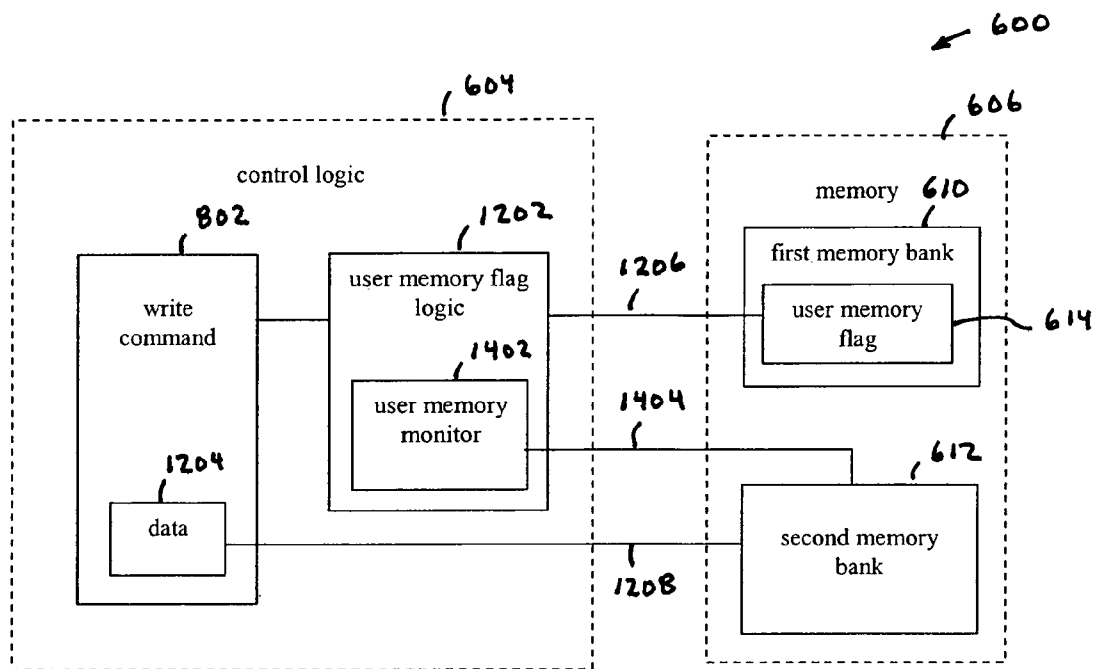 600
604
606
control logic
memory
802
1202
610
write
command
user memory flag
logic
1206
first memory bank
user memory
flag
614
1402
user memory
monitor
1404
612
1204
data
second memory
bank
1208